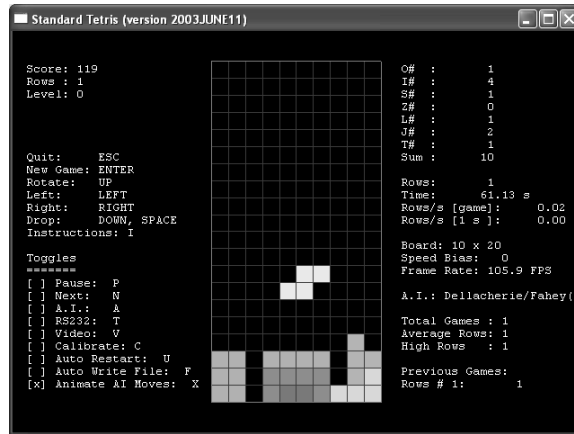 Standard Tetris (version 2003JUNE11)
Score: 119
Rows : 1
Level: 0
Quit: ESC
New Game: ENTER
Rotate: UP
Left: LEFT
Right: RIGHT
Drop: DOWN, SPACE
Instructions: I
Toggles
=======
[ ] Pause: P
[ ] Next: N
[ ] A.I.: A
[ ] RS232: T
[ ] Video: V
[ ] Calibrate: C
[ ] Auto Restart: U
[ ] Auto Write File: F
[x] Animate AI Moves: X
O# : 1
I# : 4
S# : 1
Z# : 0
L# : 1
J# : 2
T# : 1
Sum : 10
Rows: 1
Time: 61.13 s
Rows/s [game]: 0.02
Rows/s [1 s ]: 0.00
Board: 10 x 20
Speed Bias: 0
Frame Rate: 105.9 FPS
A.I.: Dellacherie/Fahey(
Total Games : 1
Average Rows: 1
High Rows : 1
Previous Games:
Rows # 1: 1